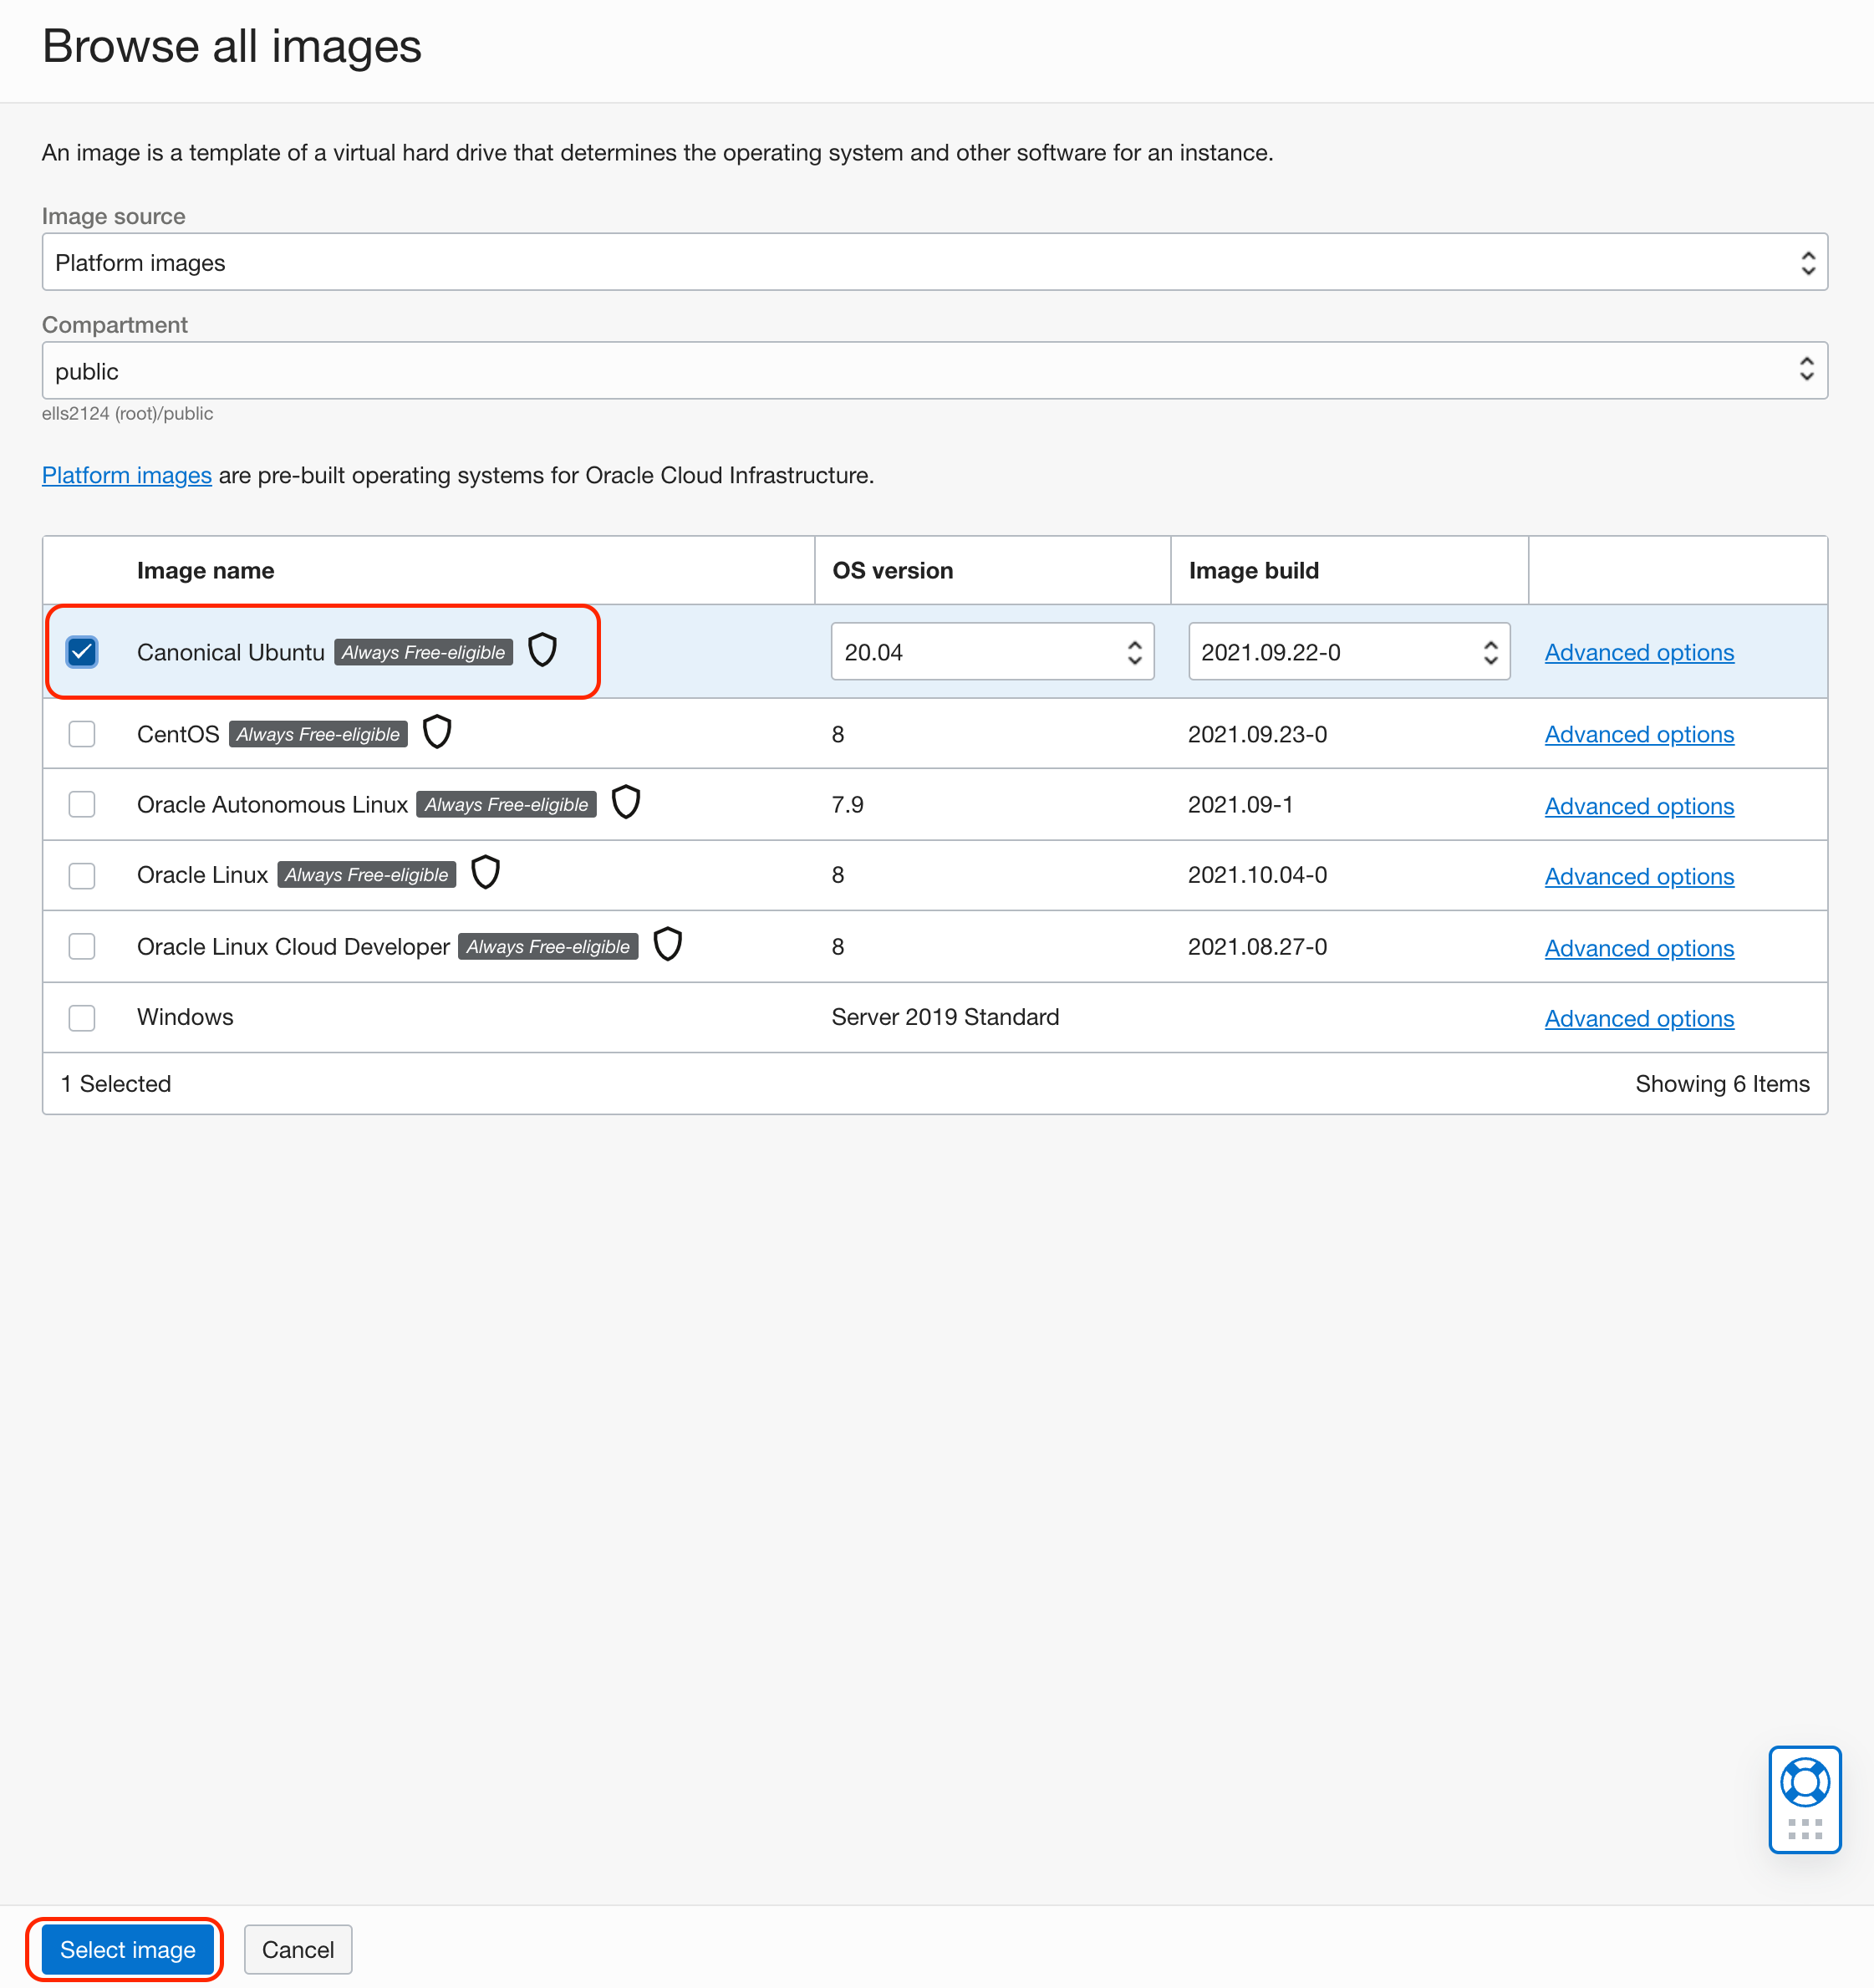 Browse all images
An image is a template of a virtual hard drive that determines the operating system and other software for an instance.
Image source
Platform images
Compartment
public
ells2124 (root)/public
Platform images are pre-built operating systems for Oracle Cloud Infrastructure.
Image name OS version Image build
Canonical Ubuntu Always Free-eligible 20.04 2021.09.22-0 Advanced options
CentOS Always Free-eligible 8 2021.09.23-0 Advanced options
Oracle Autonomous Linux Always Free-eligible 7.9 2021.09-1 Advanced options
Oracle Linux Always Free-eligible 8 2021.10.04-0 Advanced options
Oracle Linux Cloud Developer Always Free-eligible 8 2021.08.27-0 Advanced options
Windows Server 2019 Standard Advanced options
1 Selected Showing 6 Items
Select image Cancel